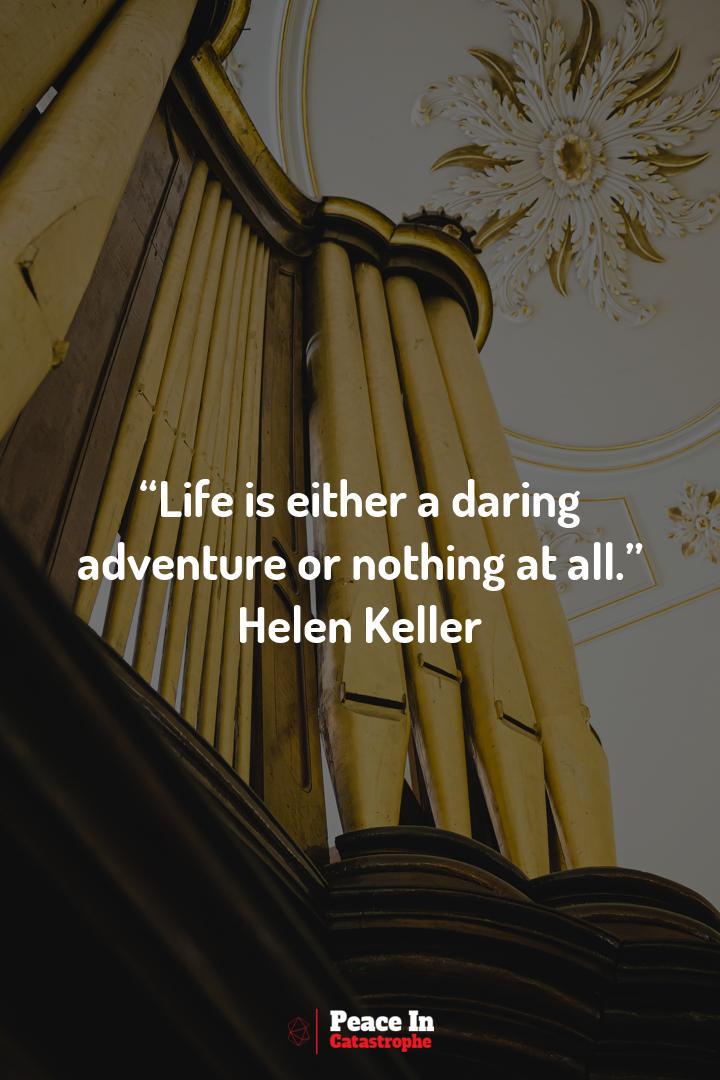 “Life is either a daring
adventure or nothing at all.”
Helen Keller
Peace In
Catastrophe